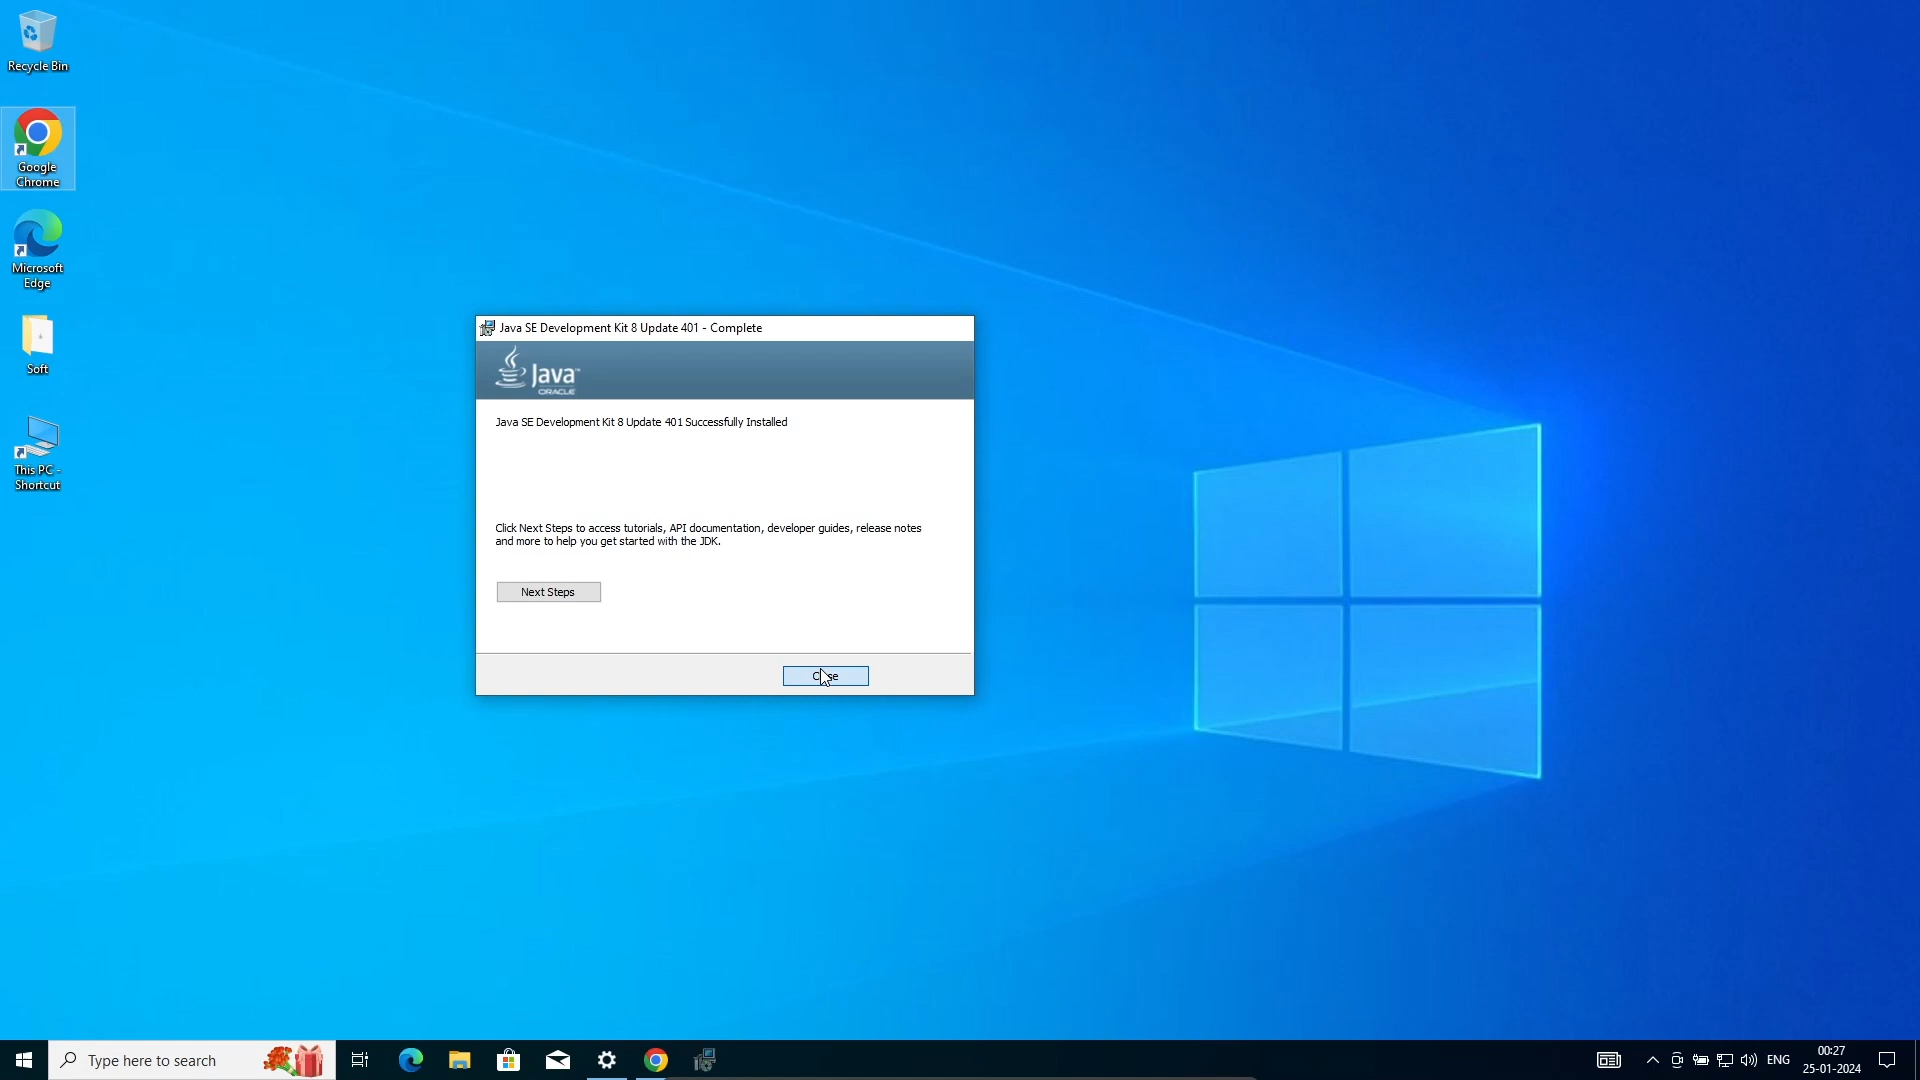 Recycle Bin
Google
Chrome
Microsoft
Edge
Soft
This PC -
Shortcut
Java SE Development Kit 8 Update 401 - Complete
Java™
ORACLE
Java SE Development Kit 8 Update 401 Successfully Installed
Click Next Steps to access tutorials, API documentation, developer guides, release notes
and more to help you get started with the JDK.
Next Steps
Type here to search
ENG
00:27
25-01-2024